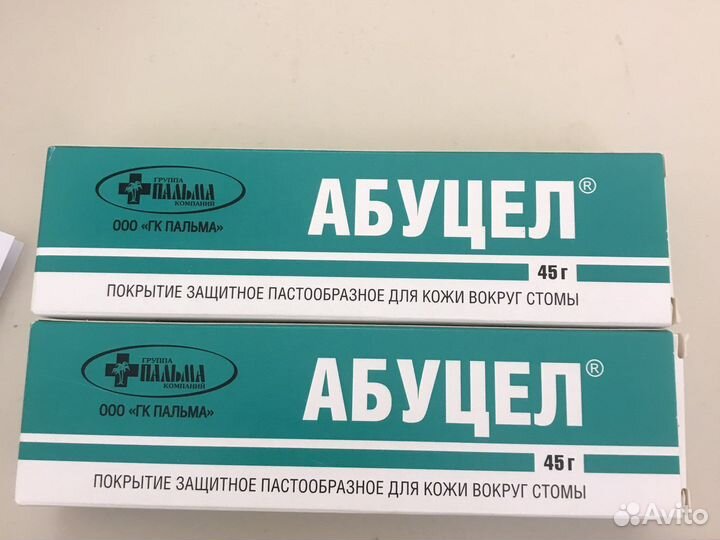 ГРУППА
ПАЛЬМА
КОМПАНИЙ
ООО «ГК ПАЛЬМА»
АБУЦЕЛ®
45 г
ПОКРЫТИЕ ЗАЩИТНОЕ ПАСТООБРАЗНОЕ ДЛЯ КОЖИ ВОКРУГ СТОМЫ
ГРУППА
ПАЛЬМА
КОМПАНИЙ
ООО «ГК ПАЛЬМА»
АБУЦЕЛ®
45 г
ПОКРЫТИЕ ЗАЩИТНОЕ ПАСТООБРАЗНОЕ ДЛЯ КОЖИ ВОКРУГ СТОМЫ
Avito